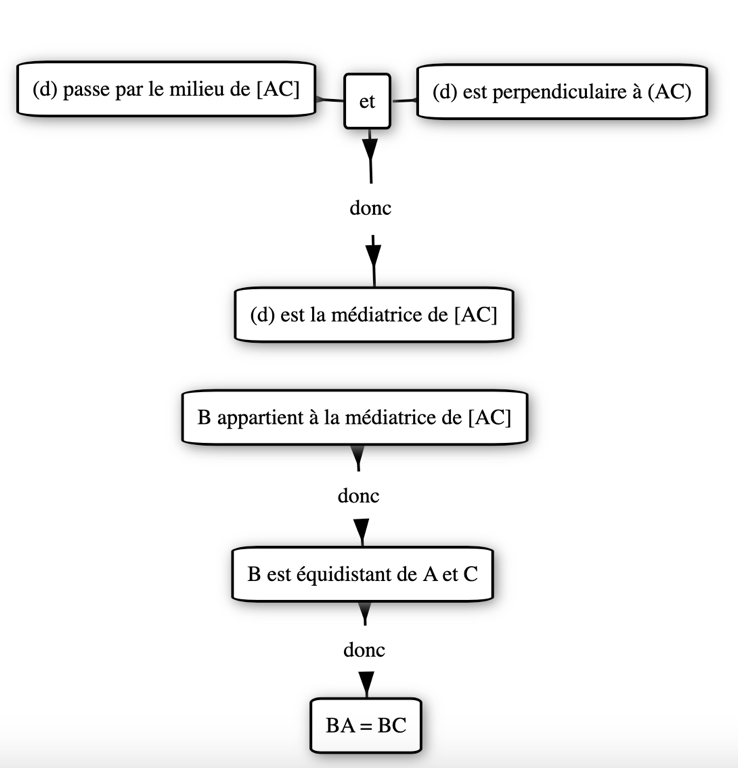 (d) passe par le milieu de [AC]
et
(d) est perpendiculaire à (AC)
donc
(d) est la médiatrice de [AC]
B appartient à la médiatrice de [AC]
donc
B est équidistant de A et C
donc
BA = BC